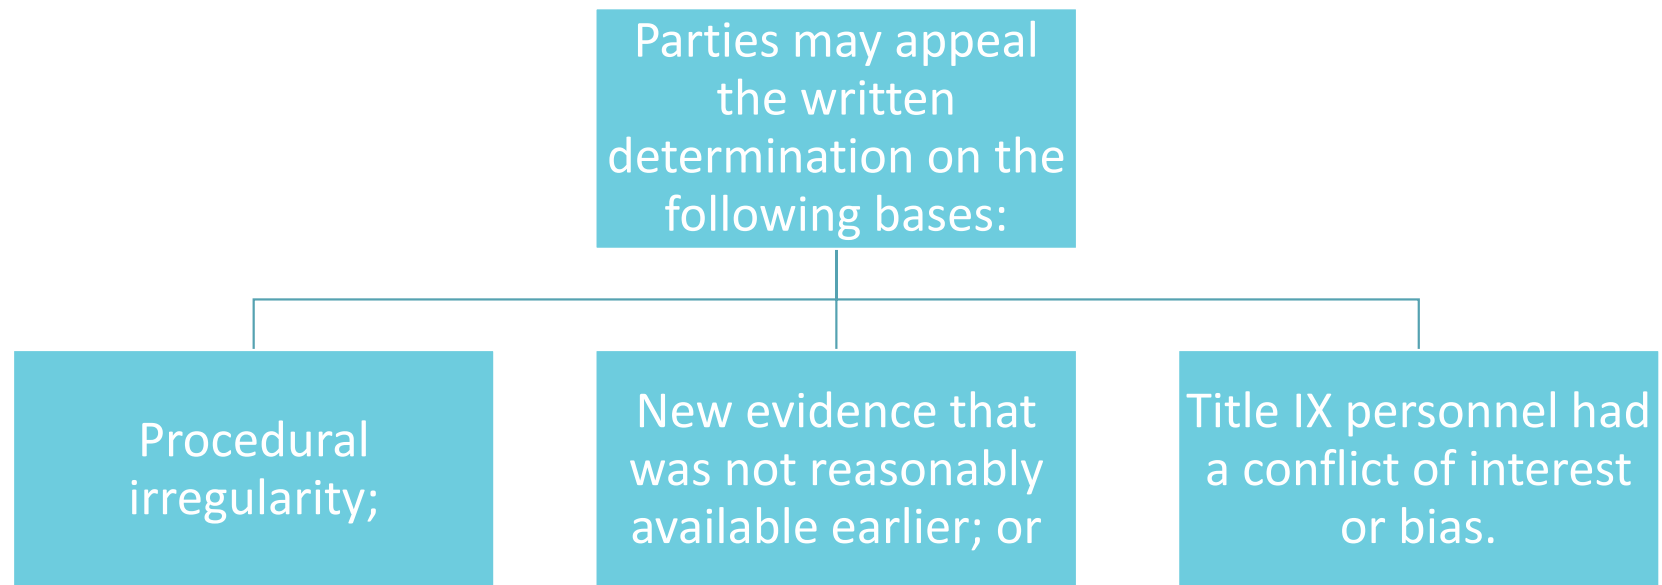 Parties may appeal
the written
determination on the
following bases:
Procedural
irregularity;
New evidence that
was not reasonably
available earlier; or
Title IX personnel had
a conflict of interest
or bias.